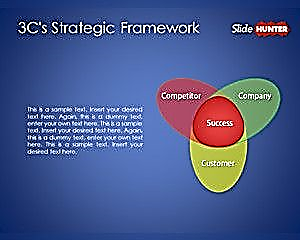 3C's Strategic Framework
Slide HUNTER
Competitor
Company
Success
Customer
This is a sample text. Insert your desired
text here. Again, this is a dummy text,
enter your own text here. This is a sample
text. Insert your desired text here. Again,
this is a dummy text, enter your own text
here. This is a sample text. Insert your
desired text here.